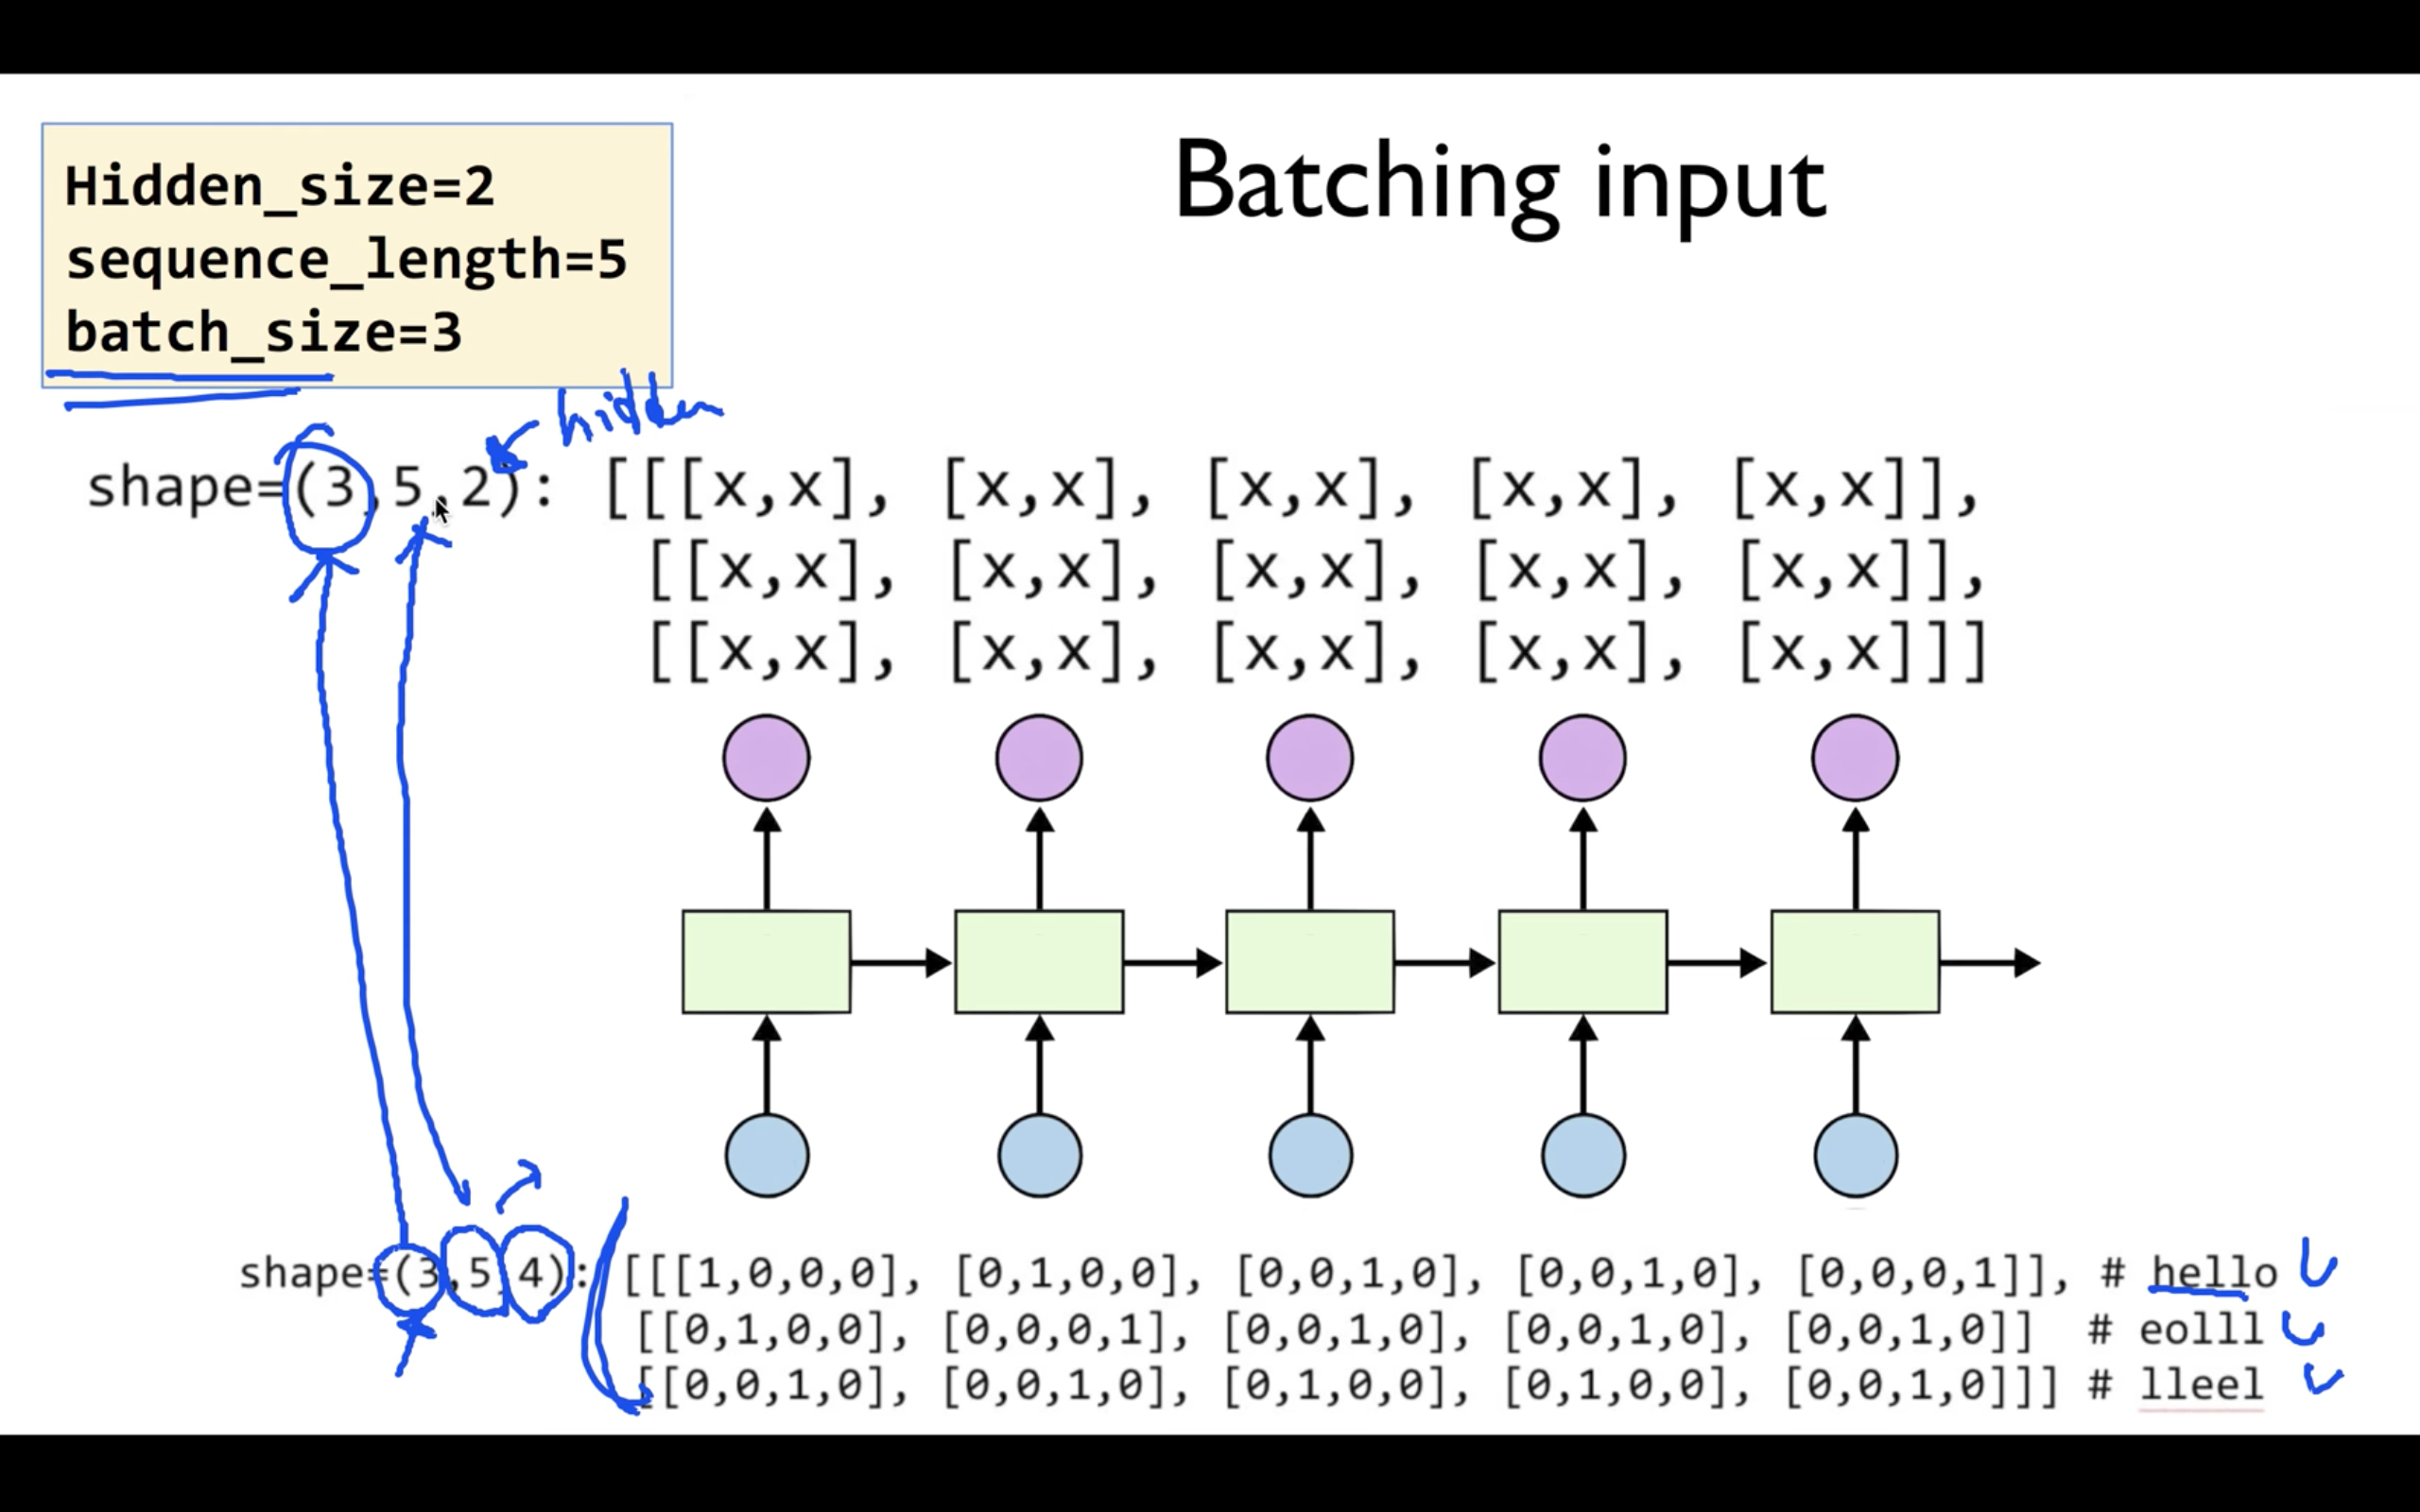 Batching input
Hidden_size=2
sequence_length=5
batch_size=3
hidden
shape=(3,5,2): [[[x,x], [x,x], [x,x], [x,x], [x,x]],
[[x,x], [x,x], [x,x], [x,x], [x,x]],
[[x,x], [x,x], [x,x], [x,x], [x,x]]]
shape=(3,5,4): [[[1,0,0,0], [0,1,0,0], [0,0,1,0], [0,0,1,0], [0,0,0,1]], # hello
[[0,1,0,0], [0,0,0,1], [0,0,1,0], [0,0,1,0], [0,0,1,0]] # eolll
[[0,0,1,0], [0,0,1,0], [0,1,0,0], [0,1,0,0], [0,0,1,0]]] # lleel